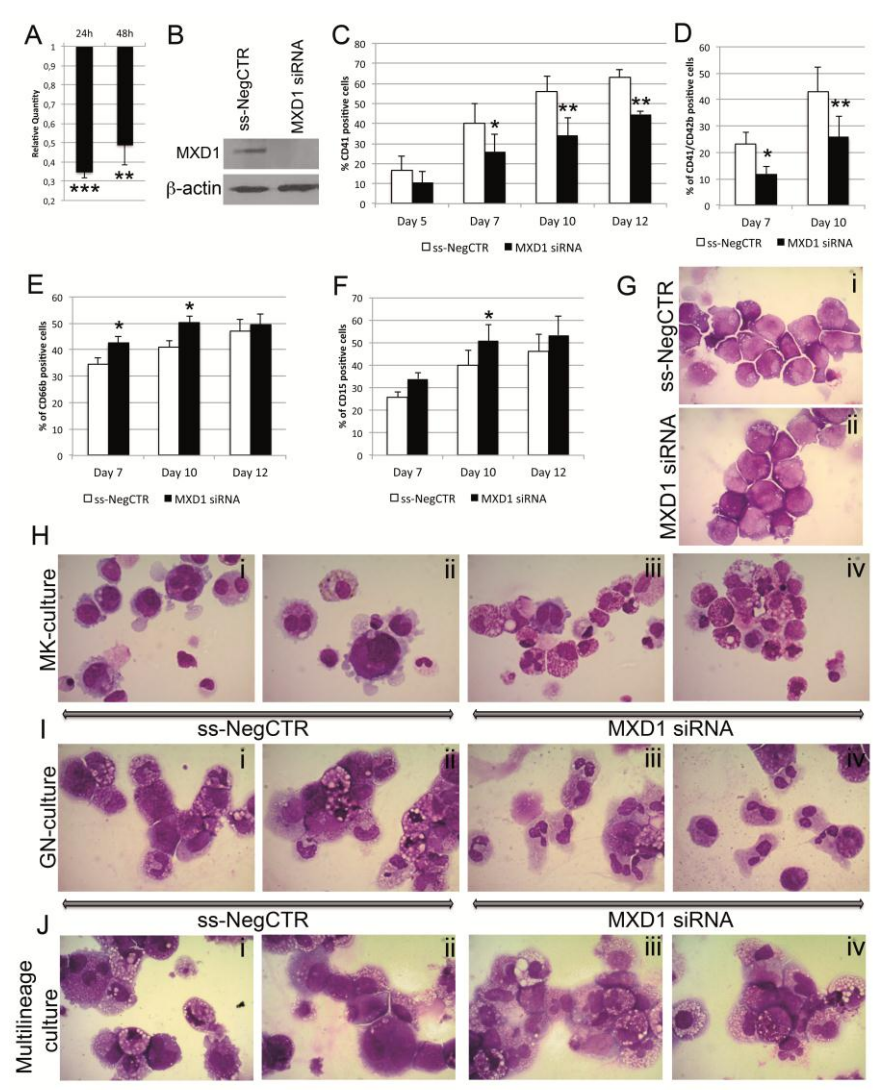 A
24h 48h
Relative Quantity
1
0,9
0,8
0,7
0,6
0,5
0,4
0,3
0,2
***
**
B
ss-NegCTR
MXD1 siRNA
MXD1
β-actin
C
% CD41 positive cells
80
70
60
50
40
30
20
10
0
*
**
**
Day 5 Day 7 Day 10 Day 12
ss-NegCTR MXD1 siRNA
D
% of CD41/CD42b positive cells
60
50
40
30
20
10
0
*
**
Day 7 Day 10
ss-NegCTR MXD1 siRNA
E
% of CD66b positive cells
60
50
40
30
20
10
0
*
*
Day 7 Day 10 Day 12
ss-NegCTR MXD1 siRNA
F
% of CD15 positive cells
70
60
50
40
30
20
10
0
*
Day 7 Day 10 Day 12
ss-NegCTR MXD1 siRNA
G
ss-NegCTR
i
MXD1 siRNA
ii
H
MK-culture
i ii iii iv
ss-NegCTR MXD1 siRNA
I
GN-culture
i ii iii iv
ss-NegCTR MXD1 siRNA
J
Multilineage
culture
i ii iii iv